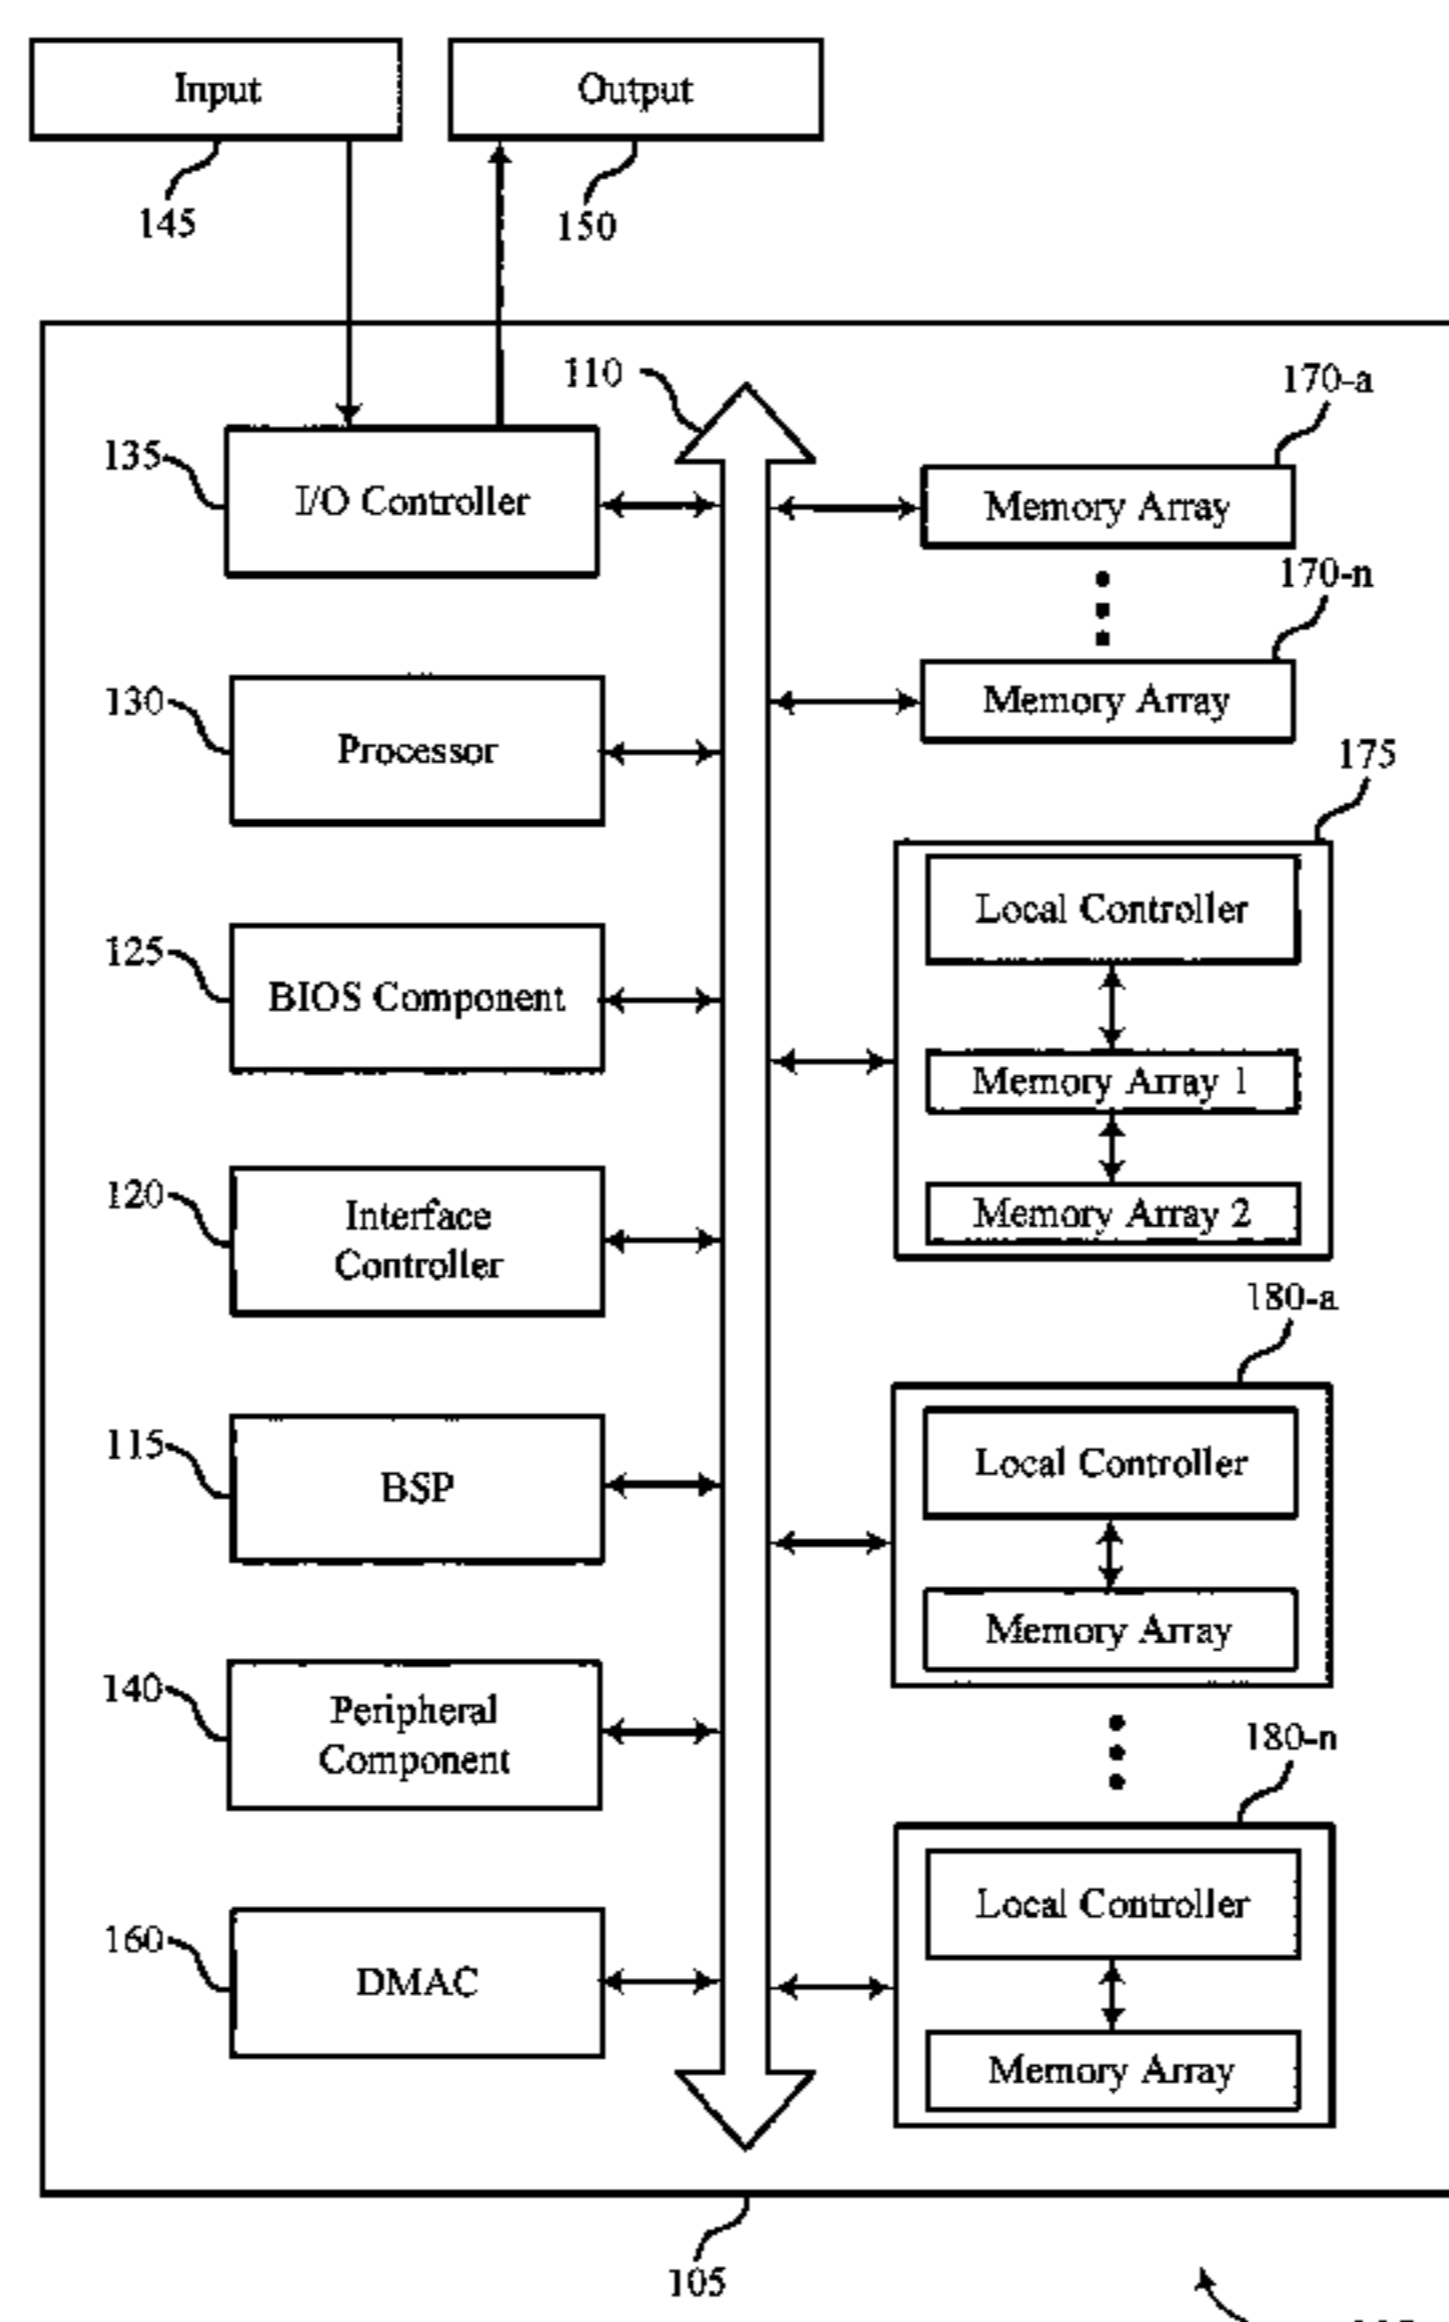 Input
Output
145
150
110
170-a
135
I/O Controller
Memory Array
170-n
130
Processor
Memory Array
175
125
BIOS Component
Local Controller
Memory Array 1
Memory Array 2
120
Interface
Controller
180-a
115
BSP
Local Controller
Memory Array
140
Peripheral
Component
180-n
160
DMAC
Local Controller
Memory Array
105